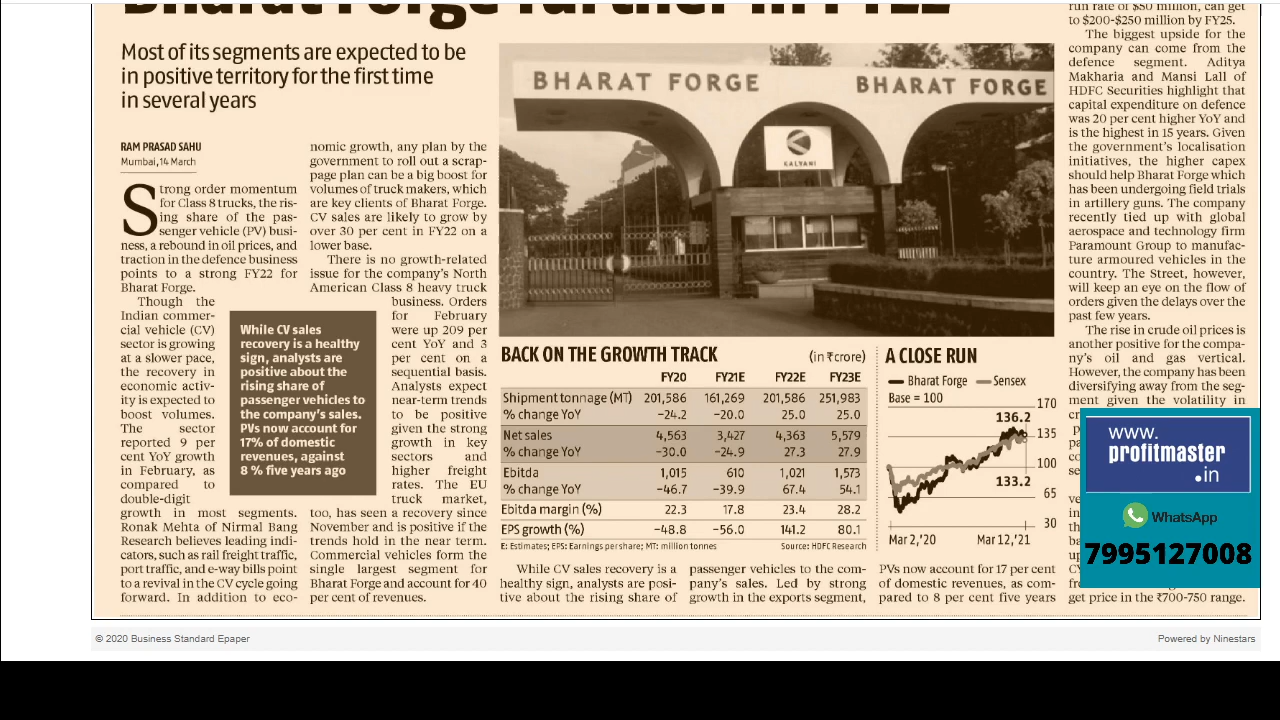 Bharat Forge further in FY22
Most of its segments are expected to be
in positive territory for the first time
in several years
RAM PRASAD SAHU
Mumbai, 14 March
Strong order momentum
for Class 8 trucks, the ris-
ing share of the pas-
senger vehicle (PV) busi-
ness, a rebound in oil prices, and
traction in the defence business
points to a strong FY22 for
Bharat Forge.
Though the
Indian commer-
cial vehicle (CV)
sector is growing
at a slower pace,
the recovery in
economic activ-
ity is expected to
boost volumes.
The sector
reported 9 per
cent YoY growth
in February, as
compared to
double-digit
growth in most segments.
Ronak Mehta of Nirmal Bang
Research believes leading indi-
cators, such as rail freight traffic,
port traffic, and e-way bills point
to a revival in the CV cycle going
forward. In addition to eco-
nomic growth, any plan by the
government to roll out a scrap-
page plan can be a big boost for
volumes of truck makers, which
are key clients of Bharat Forge.
CV sales are likely to grow by
over 30 per cent in FY22 on a
lower base.
There is no growth-related
issue for the company's North
American Class 8 heavy truck
business. Orders
for February
were up 209 per
cent YoY and 3
per cent on a
sequential basis.
Analysts expect
near-term trends
to be positive
given the strong
growth in key
sectors and
higher freight
rates. The EU
truck market,
too, has seen a recovery since
November and is positive if the
trends hold in the near term.
Commercial vehicles form the
single largest segment for
Bharat Forge and account for 40
per cent of revenues.
While CV sales
recovery is a healthy
sign, analysts are
positive about the
rising share of
passenger vehicles to
the company's sales.
PVs now account for
17% of domestic
revenues, against
8 % five years ago
BHARAT FORGE
BHARAT FORGE
KALYANI
BACK ON THE GROWTH TRACK (in ₹crore)
FY20 FY21E FY22E FY23E
Shipment tonnage (MT) 201,586 161,269 201,586 251,983
% change YoY −24.2 −20.0 25.0 25.0
Net sales 4,563 3,427 4,363 5,579
% change YoY −30.0 −24.9 27.3 27.9
Ebitda 1,015 610 1,021 1,573
% change YoY −46.7 −39.9 67.4 54.1
Ebitda margin (%) 22.3 17.8 23.4 28.2
EPS growth (%) −48.8 −56.0 141.2 80.1
E: Estimates; EPS: Earnings per share; MT: million tonnes Source: HDFC Research
A CLOSE RUN
Bharat Forge Sensex
Base = 100
170
136.2
135
100
133.2
65
30
Mar 2,'20 Mar 12,'21
While CV sales recovery is a
healthy sign, analysts are posi-
tive about the rising share of
passenger vehicles to the com-
pany's sales. Led by strong
growth in the exports segment,
PVs now account for 17 per cent
of domestic revenues, as com-
pared to 8 per cent five years
run rate of $50 million, can get
to $200-$250 million by FY25.
The biggest upside for the
company can come from the
defence segment. Aditya
Makharia and Mansi Lall of
HDFC Securities highlight that
capital expenditure on defence
was 20 per cent higher YoY and
is the highest in 15 years. Given
the government's localisation
initiatives, the higher capex
should help Bharat Forge which
has been undergoing field trials
in artillery guns. The company
recently tied up with global
aerospace and technology firm
Paramount Group to manufac-
ture armoured vehicles in the
country. The Street, however,
will keep an eye on the flow of
orders given the delays over the
past few years.
The rise in crude oil prices is
another positive for the compa-
ny's oil and gas vertical.
However, the company has been
diversifying away from the seg-
ment given the volatility in
get price in the ₹700-750 range.
www.
profitmaster
.in
WhatsApp
7995127008
© 2020 Business Standard Epaper
Powered by Ninestars